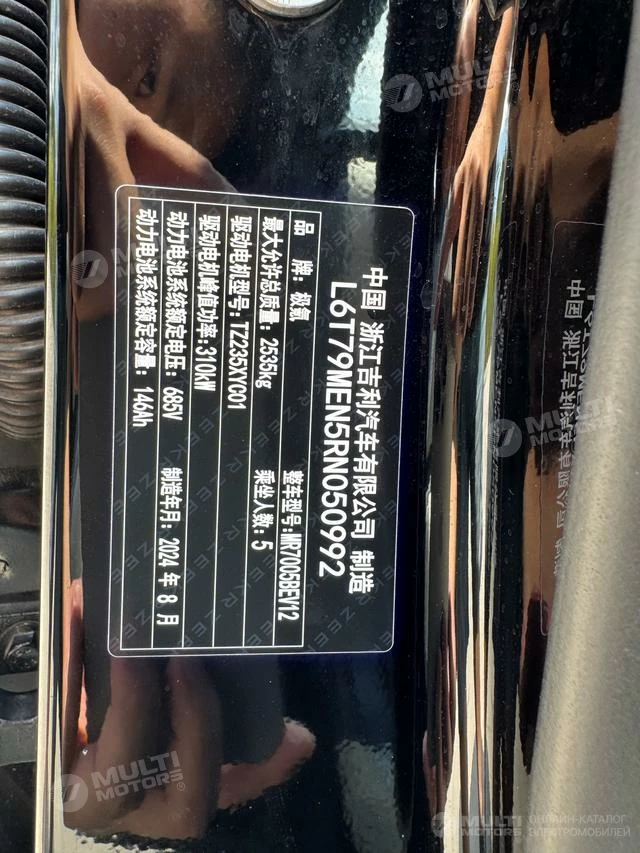 中国 浙江吉利汽车有限公司 制造
L6T79MEN5RN050992
品 牌: 极氪 整车型号: MR7005BEV12
最大允许总质量: 2535kg 乘坐人数: 5
驱动电机型号: TZ235XY001
驱动电机峰值功率: 310kW
动力电池系统额定电压: 685V 制造年月: 2024 年 8 月
动力电池系统额定容量: 146Ah
ZEEKR ZEEKR ZEEKR
MULTI MOTORS
MULTI MOTORS
MULTI MOTORS
MULTI MOTORS®
MULTI MOTORS ОНЛАЙН-КАТАЛОГ ЭЛЕКТРОМОБИЛЕЙ